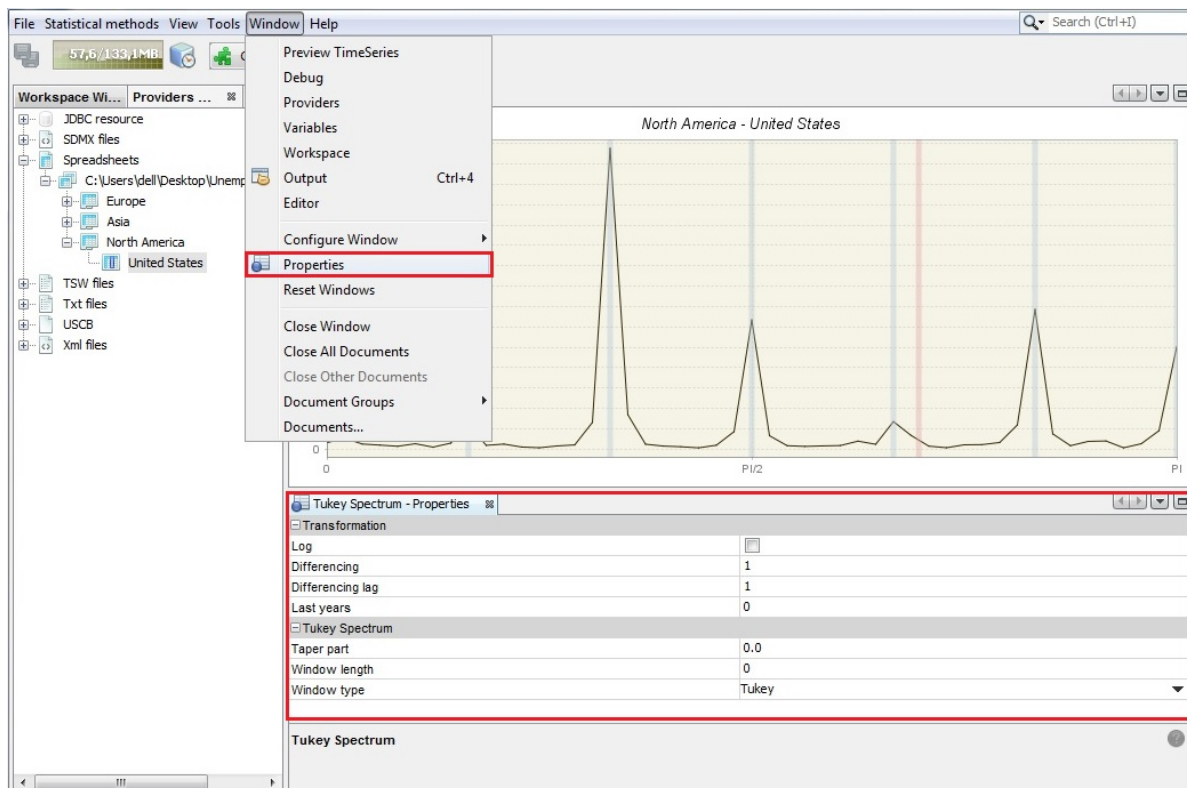 File Statistical methods View Tools Window Help
Search (Ctrl+I)
57,6/133,1MB
Workspace Wi... Providers ...
JDBC resource
SDMX files
Spreadsheets
C:\Users\dell\Desktop\Unemp
Europe
Asia
North America
United States
TSW files
Txt files
USCB
Xml files
Preview TimeSeries
Debug
Providers
Variables
Workspace
Output Ctrl+4
Editor
Configure Window
Properties
Reset Windows
Close Window
Close All Documents
Close Other Documents
Document Groups
Documents...
North America - United States
0
0 PI/2 PI
Tukey Spectrum - Properties
Transformation
Log
Differencing 1
Differencing lag 1
Last years 0
Tukey Spectrum
Taper part 0.0
Window length 0
Window type Tukey
Tukey Spectrum